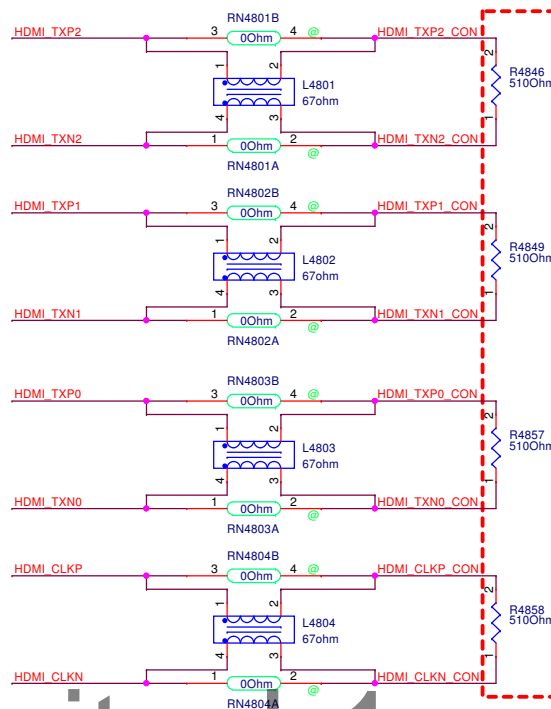 RN4801B
HDMI_TXP2 3 0Ohm 4 @ HDMI_TXP2_CON
1 2 2
L4801 R4846
67ohm 510Ohm
4 3 1
HDMI_TXN2 1 0Ohm 2 HDMI_TXN2_CON
@
RN4801A
RN4802B
HDMI_TXP1 3 0Ohm 4 @ HDMI_TXP1_CON
1 2 2
L4802 R4849
67ohm 510Ohm
4 3 1
HDMI_TXN1 1 0Ohm 2 HDMI_TXN1_CON
@
RN4802A
RN4803B
HDMI_TXP0 3 0Ohm 4 @ HDMI_TXP0_CON
1 2 2
L4803 R4857
67ohm 510Ohm
4 3 1
HDMI_TXN0 1 0Ohm 2 HDMI_TXN0_CON
@
RN4803A
RN4804B
HDMI_CLKP 3 0Ohm 4 @ HDMI_CLKP_CON
1 2 2
L4804 R4858
67ohm 510Ohm
4 3 1
HDMI_CLKN 1 0Ohm 2 HDMI_CLKN_CON
@
RN4804A